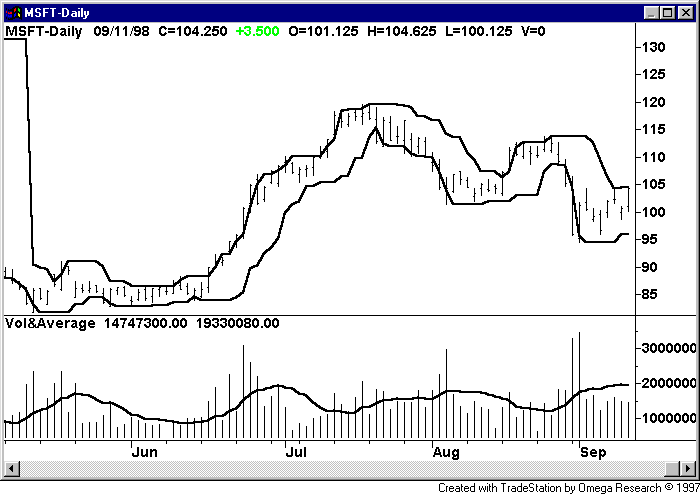 MSFT-Daily
MSFT-Daily 09/11/98 C=104.250 +3.500 O=101.125 H=104.625 L=100.125 V=0
130
125
120
115
110
105
100
95
90
85
Vol&Average 14747300.00 19330080.00
3000000
2000000
1000000
Jun Jul Aug Sep
Created with TradeStation by Omega Research © 1997